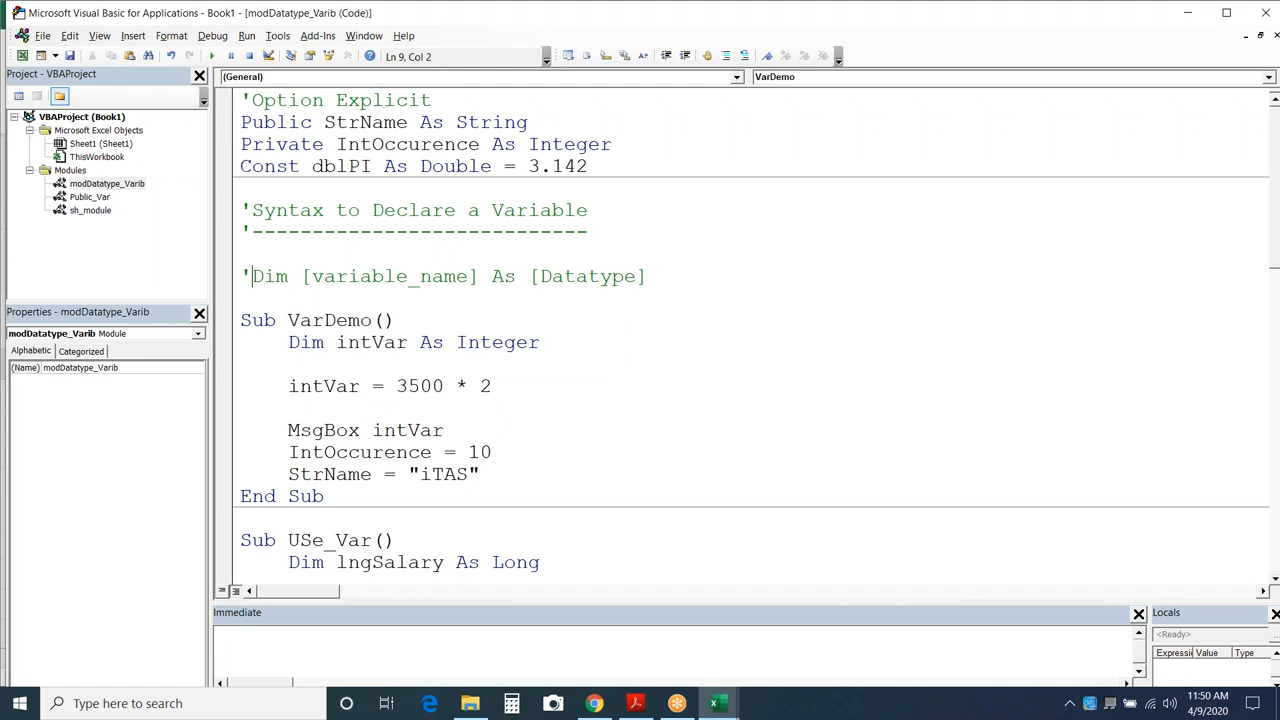 Microsoft Visual Basic for Applications - Book1 - [modDatatype_Varib (Code)]
File Edit View Insert Format Debug Run Tools Add-Ins Window Help
Ln 9, Col 2
Project - VBAProject
(General)
VarDemo
VBAProject (Book1)
Microsoft Excel Objects
Sheet1 (Sheet1)
ThisWorkbook
Modules
modDatatype_Varib
Public_Var
sh_module
Properties - modDatatype_Varib
modDatatype_Varib Module
Alphabetic Categorized
(Name) modDatatype_Varib
'Option Explicit
Public StrName As String
Private IntOccurence As Integer
Const dblPI As Double = 3.142
'Syntax to Declare a Variable
'----------------------------
'Dim [variable_name] As [Datatype]
Sub VarDemo()
Dim intVar As Integer
intVar = 3500 * 2
MsgBox intVar
IntOccurence = 10
StrName = "iTAS"
End Sub
Sub USe_Var()
Dim lngSalary As Long
Immediate
Locals
<Ready>
Expressi Value Type
Type here to search
11:50 AM
4/9/2020